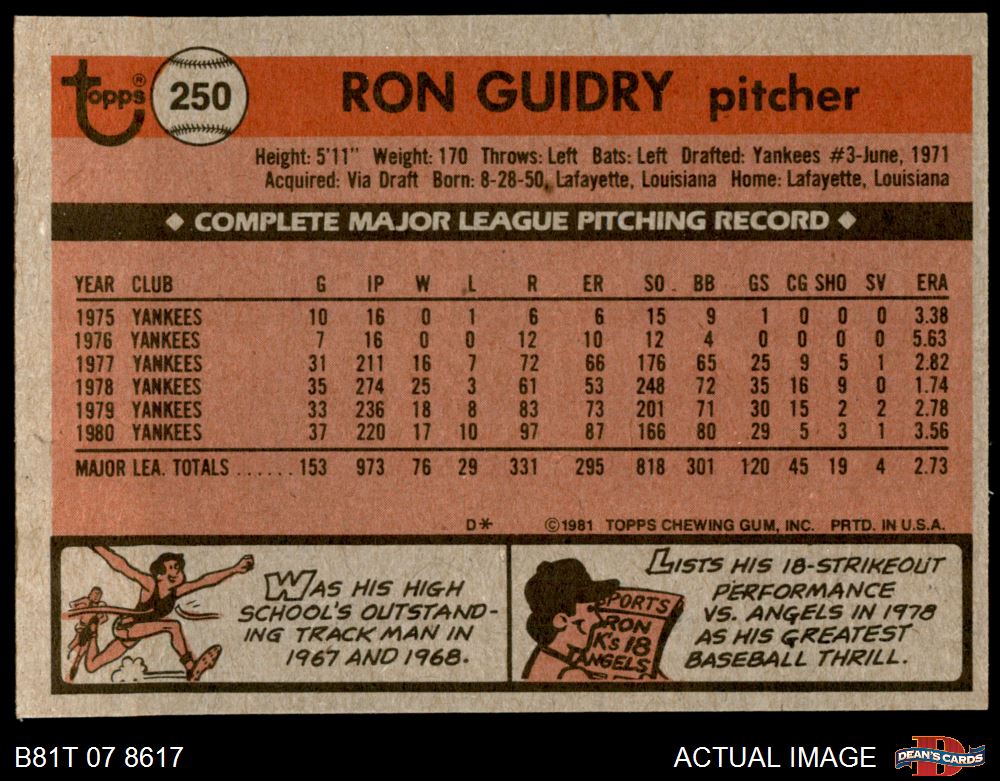 topps® 250 RON GUIDRY pitcher
Height: 5'11" Weight: 170 Throws: Left Bats: Left Drafted: Yankees #3-June, 1971
Acquired: Via Draft Born: 8-28-50, Lafayette, Louisiana Home: Lafayette, Louisiana
◆ COMPLETE MAJOR LEAGUE PITCHING RECORD ◆
YEAR CLUB G IP W L R ER SO BB GS CG SHO SV ERA
1975 YANKEES 10 16 0 1 6 6 15 9 1 0 0 0 3.38
1976 YANKEES 7 16 0 0 12 10 12 4 0 0 0 0 5.63
1977 YANKEES 31 211 16 7 72 66 176 65 25 9 5 1 2.82
1978 YANKEES 35 274 25 3 61 53 248 72 35 16 9 0 1.74
1979 YANKEES 33 236 18 8 83 73 201 71 30 15 2 2 2.78
1980 YANKEES 37 220 17 10 97 87 166 80 29 5 3 1 3.56
MAJOR LEA. TOTALS ...... 153 973 76 29 331 295 818 301 120 45 19 4 2.73
D* ©1981 TOPPS CHEWING GUM, INC. PRTD. IN U.S.A.
WAS HIS HIGH
SCHOOL'S OUTSTAND-
ING TRACK MAN IN
1967 AND 1968.
SPORTS
RON
K's 18
ANGELS
LISTS HIS 18-STRIKEOUT
PERFORMANCE
VS. ANGELS IN 1978
AS HIS GREATEST
BASEBALL THRILL.
B81T 07 8617
ACTUAL IMAGE
D
DEAN'S CARDS